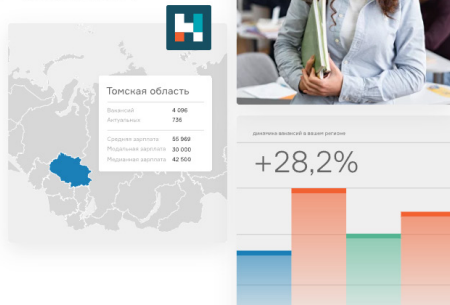 Томская область
Вакансий 4 096
Актуальных 736
Средняя зарплата 55 969
Модальная зарплата 30 000
Медианная зарплата 42 500
динамика вакансий в вашем регионе
+28,2%